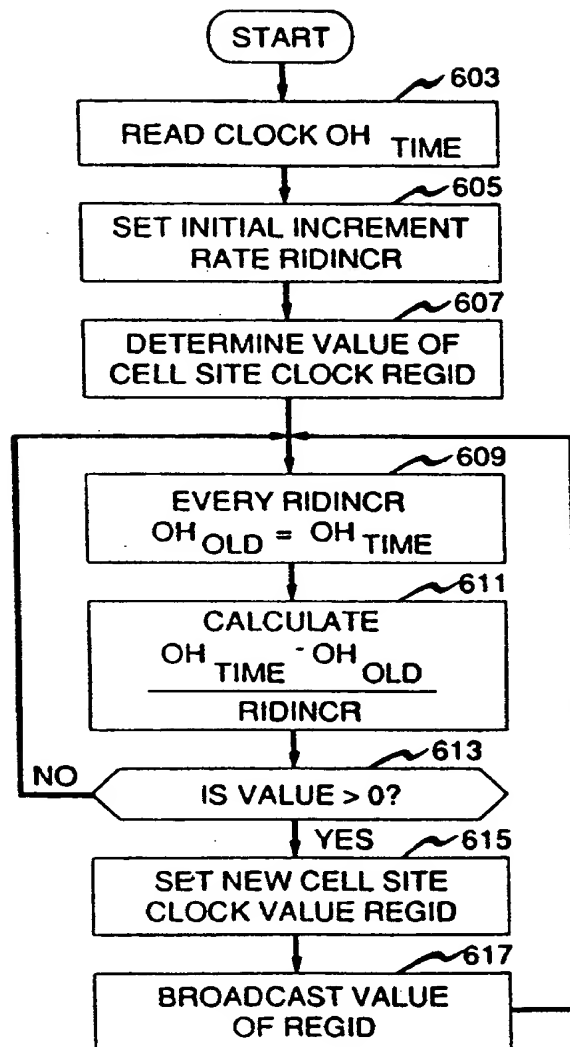 START
603
READ CLOCK OH TIME
605
SET INITIAL INCREMENT
RATE RIDINCR
607
DETERMINE VALUE OF
CELL SITE CLOCK REGID
609
EVERY RIDINCR
OH OLD = OH TIME
611
CALCULATE
OH TIME - OH OLD
RIDINCR
613
NO
IS VALUE > 0?
YES
615
SET NEW CELL SITE
CLOCK VALUE REGID
617
BROADCAST VALUE
OF REGID